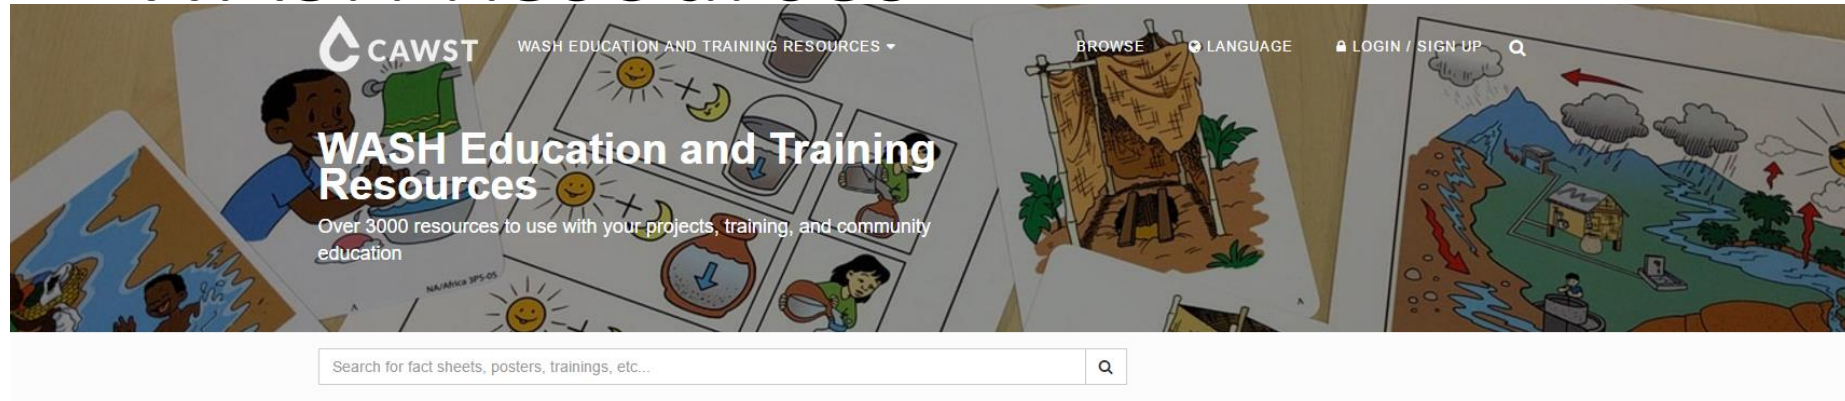 CAWST
WASH EDUCATION AND TRAINING RESOURCES
BROWSE
LANGUAGE
LOGIN / SIGN UP
WASH Education and Training
Resources
Over 3000 resources to use with your projects, training, and community
education
NA/Africa 3PS-05
A
A
Search for fact sheets, posters, trainings, etc...